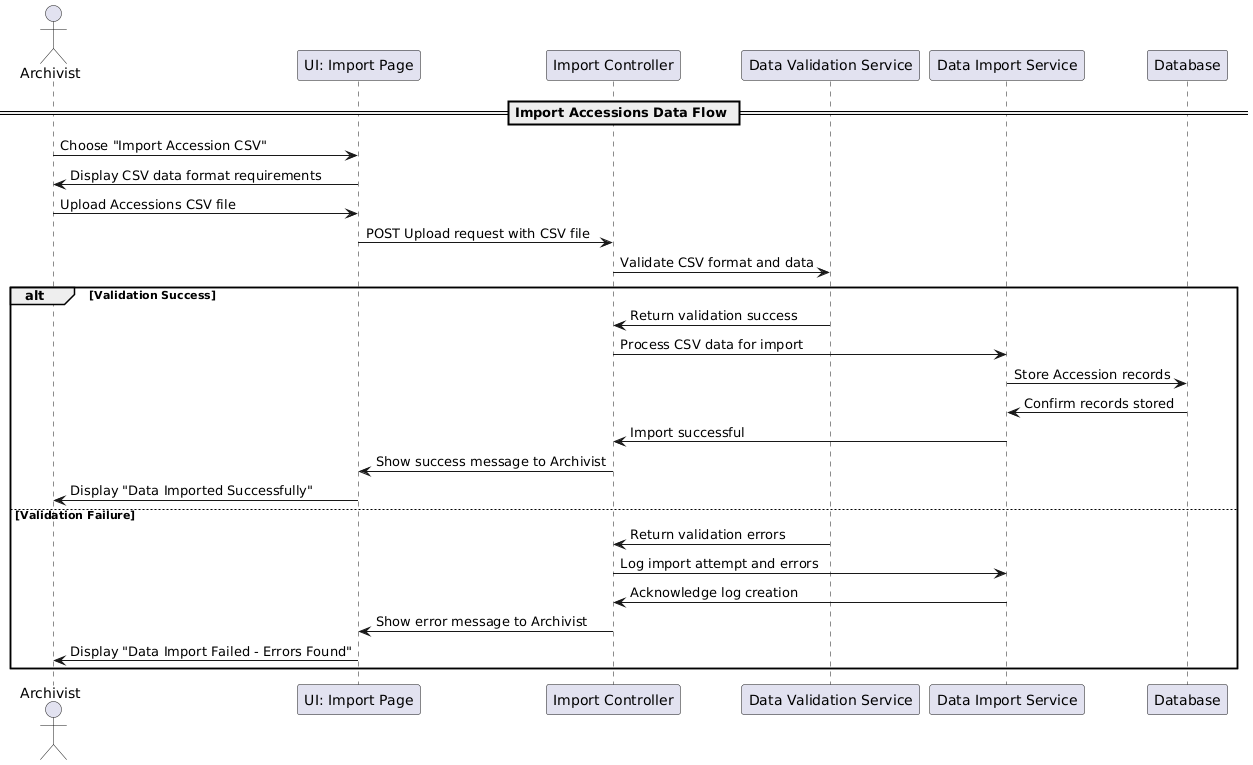 Archivist
UI: Import Page
Import Controller
Data Validation Service
Data Import Service
Database
Import Accessions Data Flow
Choose "Import Accession CSV"
Display CSV data format requirements
Upload Accessions CSV file
POST Upload request with CSV file
Validate CSV format and data
alt
[Validation Success]
Return validation success
Process CSV data for import
Store Accession records
Confirm records stored
Import successful
Show success message to Archivist
Display "Data Imported Successfully"
[Validation Failure]
Return validation errors
Log import attempt and errors
Acknowledge log creation
Show error message to Archivist
Display "Data Import Failed - Errors Found"
Archivist
UI: Import Page
Import Controller
Data Validation Service
Data Import Service
Database